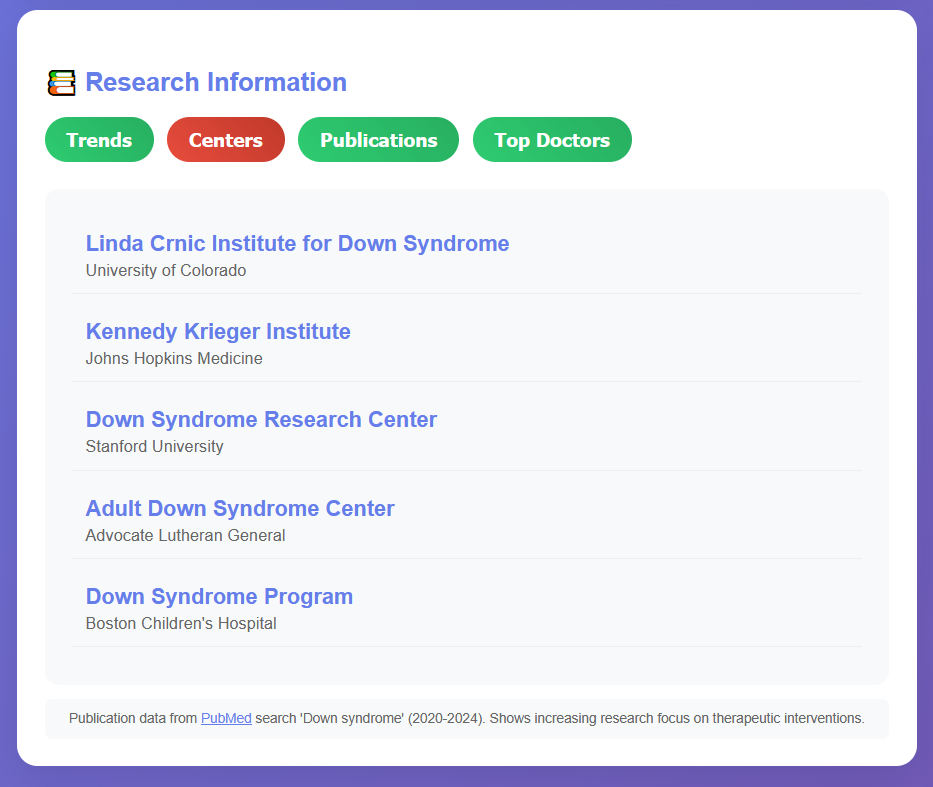 Research Information
Trends Centers Publications Top Doctors
Linda Crnic Institute for Down Syndrome
University of Colorado
Kennedy Krieger Institute
Johns Hopkins Medicine
Down Syndrome Research Center
Stanford University
Adult Down Syndrome Center
Advocate Lutheran General
Down Syndrome Program
Boston Children's Hospital
Publication data from PubMed search 'Down syndrome' (2020-2024). Shows increasing research focus on therapeutic interventions.